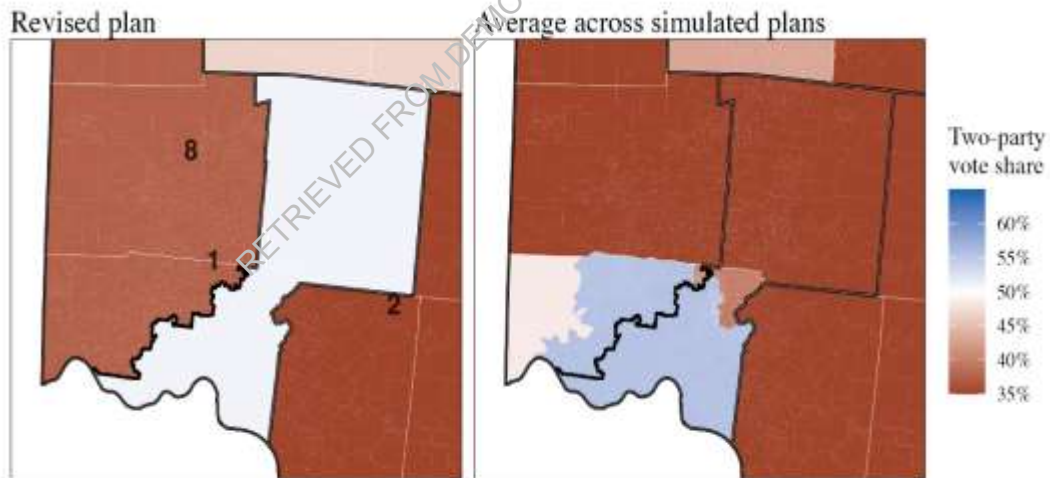 Revised plan
Average across simulated plans
8
1
2
RETRIEVED FROM DEMO
Two-party
vote share
60%
55%
50%
45%
40%
35%